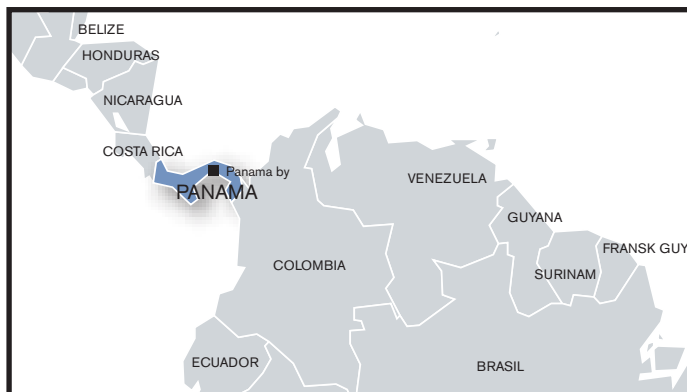 BELIZE
HONDURAS
NICARAGUA
COSTA RICA
Panama by
PANAMA
VENEZUELA
GUYANA
FRANSK GUY
SURINAM
COLOMBIA
ECUADOR
BRASIL